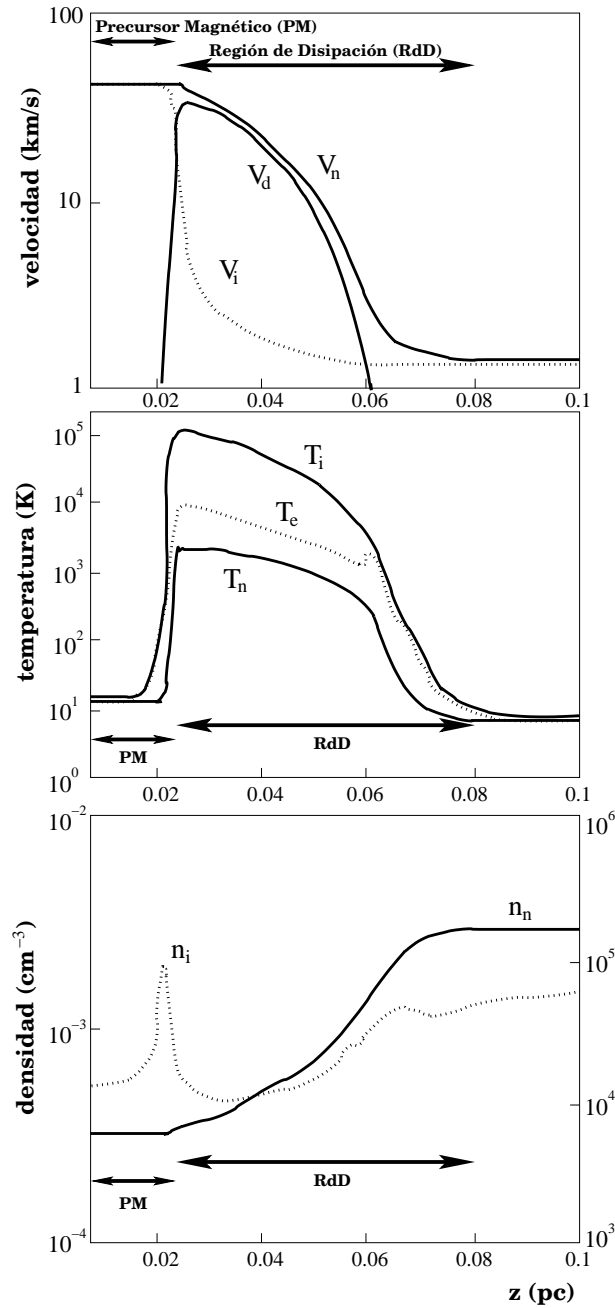 Precursor Magnético (PM)
Región de Disipación (RdD)
velocidad (km/s)
100
10
1
V_n
V_d
V_i
0.02 0.04 0.06 0.08 0.1
temperatura (K)
10^5
10^4
10^3
10^2
10^1
10^0
T_i
T_e
T_n
PM
RdD
0.02 0.04 0.06 0.08 0.1
densidad (cm^−3)
10^−2
10^−3
10^−4
10^6
10^5
10^4
10^3
n_i
n_n
PM
RdD
0.02 0.04 0.06 0.08 0.1
z (pc)